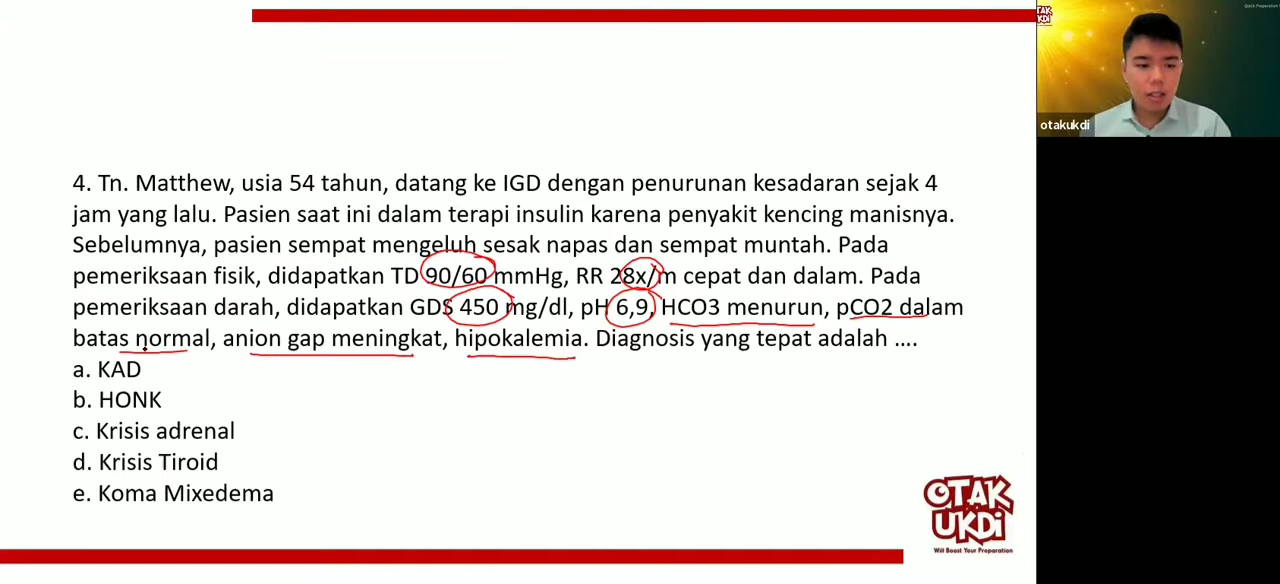 4. Tn. Matthew, usia 54 tahun, datang ke IGD dengan penurunan kesadaran sejak 4
jam yang lalu. Pasien saat ini dalam terapi insulin karena penyakit kencing manisnya.
Sebelumnya, pasien sempat mengeluh sesak napas dan sempat muntah. Pada
pemeriksaan fisik, didapatkan TD 90/60 mmHg, RR 28x/m cepat dan dalam. Pada
pemeriksaan darah, didapatkan GDS 450 mg/dl, pH 6,9, HCO3 menurun, pCO2 dalam
batas normal, anion gap meningkat, hipokalemia. Diagnosis yang tepat adalah ....
a. KAD
b. HONK
c. Krisis adrenal
d. Krisis Tiroid
e. Koma Mixedema
OTAK
UKDI
Will Boost Your Preparation
TAK
KDI
otakukdi